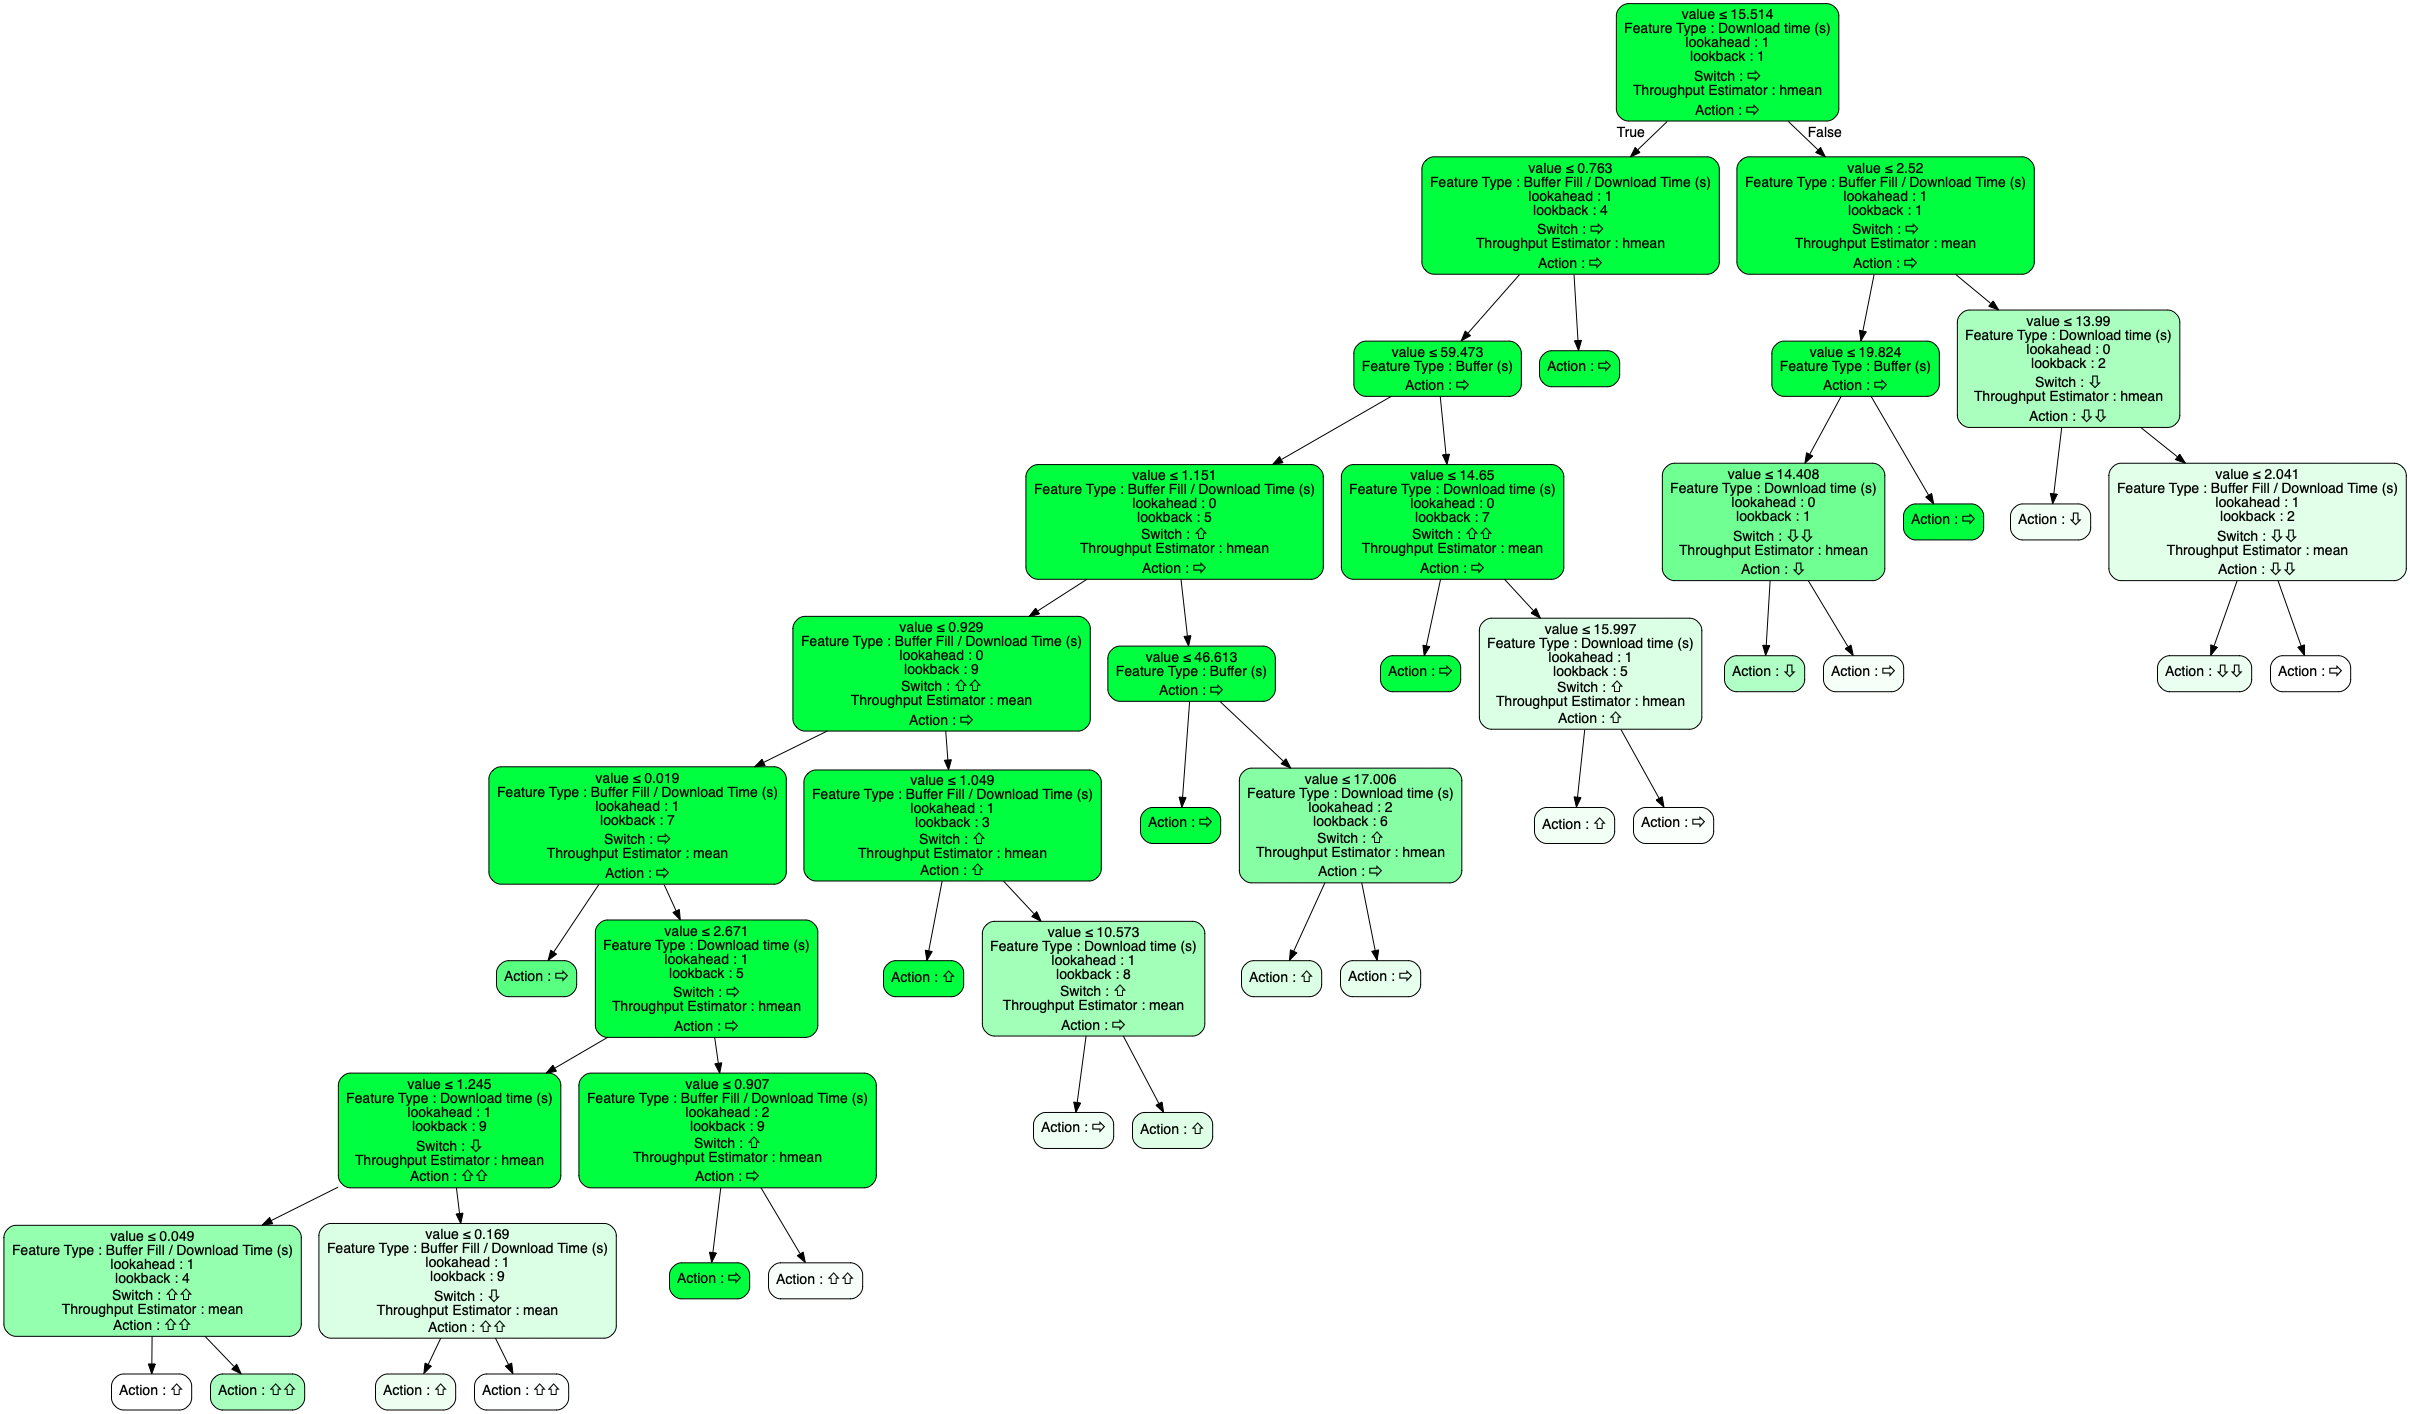 value ≤ 15.514
Feature Type : Download time (s)
lookahead : 1
lookback : 1
Switch : ⇨
Throughput Estimator : hmean
Action : ⇨
True
False
value ≤ 0.763
Feature Type : Buffer Fill / Download Time (s)
lookahead : 1
lookback : 4
Switch : ⇨
Throughput Estimator : hmean
Action : ⇨
value ≤ 2.52
Feature Type : Buffer Fill / Download Time (s)
lookahead : 1
lookback : 1
Switch : ⇨
Throughput Estimator : mean
Action : ⇨
value ≤ 59.473
Feature Type : Buffer (s)
Action : ⇨
Action : ⇨
value ≤ 19.824
Feature Type : Buffer (s)
Action : ⇨
value ≤ 13.99
Feature Type : Download time (s)
lookahead : 0
lookback : 2
Switch : ⇩
Throughput Estimator : hmean
Action : ⇩⇩
value ≤ 1.151
Feature Type : Buffer Fill / Download Time (s)
lookahead : 0
lookback : 5
Switch : ⇧
Throughput Estimator : hmean
Action : ⇨
value ≤ 14.65
Feature Type : Download time (s)
lookahead : 0
lookback : 7
Switch : ⇧⇧
Throughput Estimator : mean
Action : ⇨
value ≤ 14.408
Feature Type : Download time (s)
lookahead : 0
lookback : 1
Switch : ⇩⇩
Throughput Estimator : hmean
Action : ⇩
Action : ⇨
Action : ⇩
value ≤ 2.041
Feature Type : Buffer Fill / Download Time (s)
lookahead : 1
lookback : 2
Switch : ⇩⇩
Throughput Estimator : mean
Action : ⇩⇩
value ≤ 0.929
Feature Type : Buffer Fill / Download Time (s)
lookahead : 0
lookback : 9
Switch : ⇧⇧
Throughput Estimator : mean
Action : ⇨
value ≤ 46.613
Feature Type : Buffer (s)
Action : ⇨
Action : ⇨
value ≤ 15.997
Feature Type : Download time (s)
lookahead : 1
lookback : 5
Switch : ⇧
Throughput Estimator : hmean
Action : ⇧
Action : ⇩
Action : ⇨
Action : ⇩⇩
Action : ⇨
value ≤ 0.019
Feature Type : Buffer Fill / Download Time (s)
lookahead : 1
lookback : 7
Switch : ⇨
Throughput Estimator : mean
Action : ⇨
value ≤ 1.049
Feature Type : Buffer Fill / Download Time (s)
lookahead : 1
lookback : 3
Switch : ⇧
Throughput Estimator : hmean
Action : ⇧
Action : ⇨
value ≤ 17.006
Feature Type : Download time (s)
lookahead : 2
lookback : 6
Switch : ⇧
Throughput Estimator : hmean
Action : ⇨
Action : ⇧
Action : ⇨
Action : ⇨
value ≤ 2.671
Feature Type : Download time (s)
lookahead : 1
lookback : 5
Switch : ⇨
Throughput Estimator : hmean
Action : ⇨
Action : ⇧
value ≤ 10.573
Feature Type : Download time (s)
lookahead : 1
lookback : 8
Switch : ⇧
Throughput Estimator : mean
Action : ⇨
Action : ⇧
Action : ⇨
value ≤ 1.245
Feature Type : Download time (s)
lookahead : 1
lookback : 9
Switch : ⇩
Throughput Estimator : hmean
Action : ⇧⇧
value ≤ 0.907
Feature Type : Buffer Fill / Download Time (s)
lookahead : 2
lookback : 9
Switch : ⇧
Throughput Estimator : hmean
Action : ⇨
Action : ⇨
Action : ⇧
value ≤ 0.049
Feature Type : Buffer Fill / Download Time (s)
lookahead : 1
lookback : 4
Switch : ⇧⇧
Throughput Estimator : mean
Action : ⇧⇧
value ≤ 0.169
Feature Type : Buffer Fill / Download Time (s)
lookahead : 1
lookback : 9
Switch : ⇩
Throughput Estimator : mean
Action : ⇧⇧
Action : ⇨
Action : ⇧⇧
Action : ⇧
Action : ⇧⇧
Action : ⇧
Action : ⇧⇧